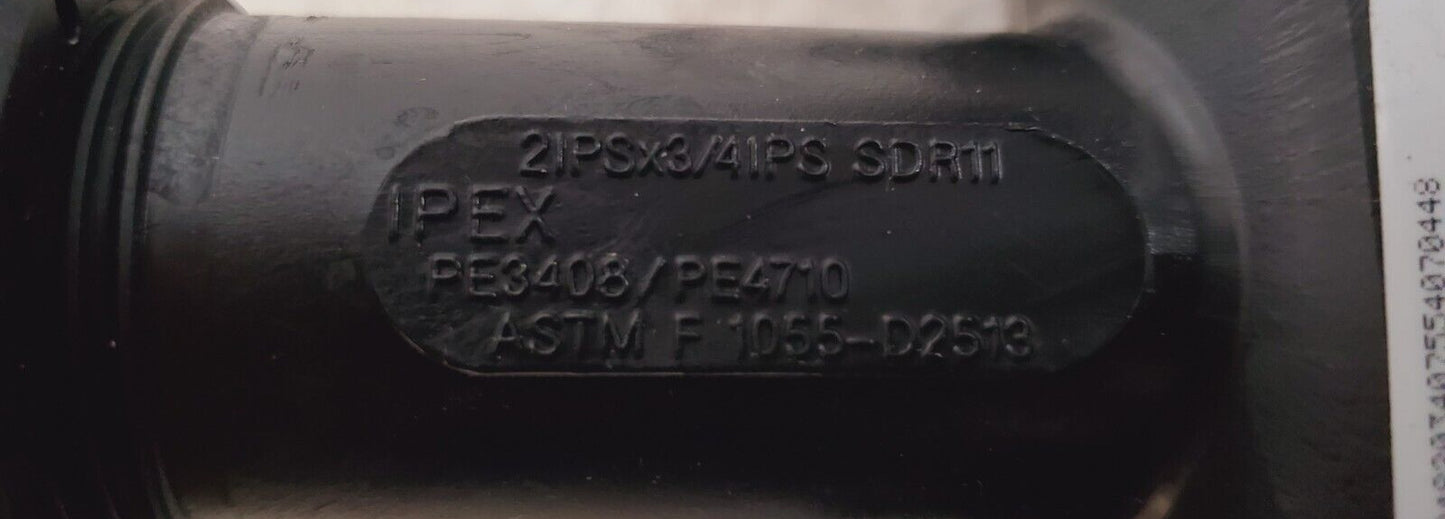 2IPSx3/4IPS SDR11
IPEX
PE3408/PE4710
ASTM F 1055-D2513